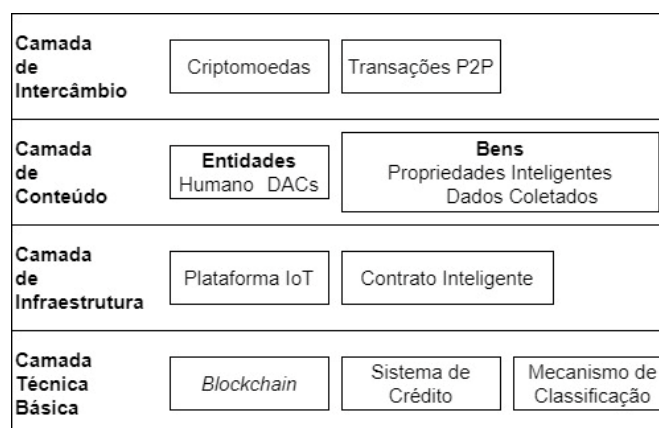 Camada
de
Intercâmbio
Criptomoedas
Transações P2P
Camada
de
Conteúdo
Entidades
Humano DACs
Bens
Propriedades Inteligentes
Dados Coletados
Camada
de
Infraestrutura
Plataforma IoT
Contrato Inteligente
Camada
Técnica
Básica
Blockchain
Sistema de
Crédito
Mecanismo de
Classificação